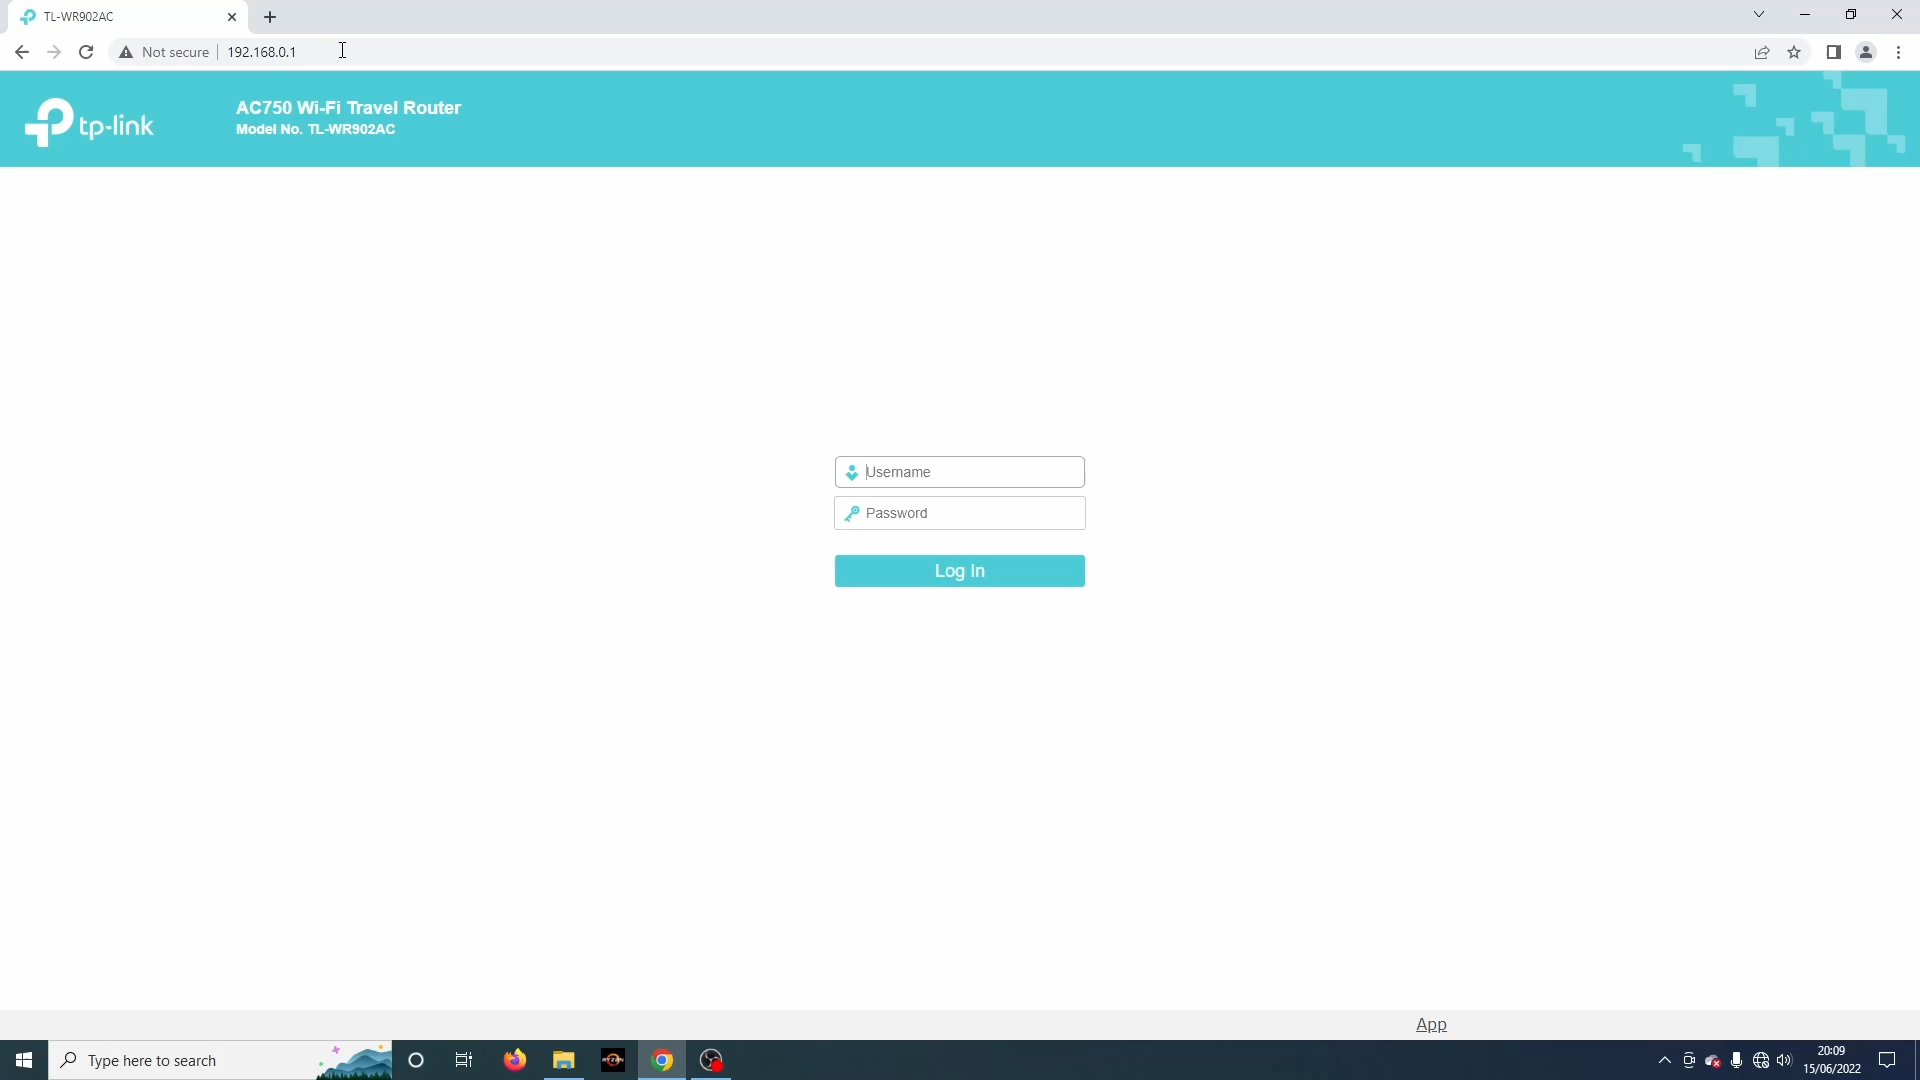 TL-WR902AC
Not secure
192.168.0.1
tp-link
AC750 Wi-Fi Travel Router
Model No. TL-WR902AC
Username
Password
Log In
App
Type here to search
RYZEN
20:09
15/06/2022